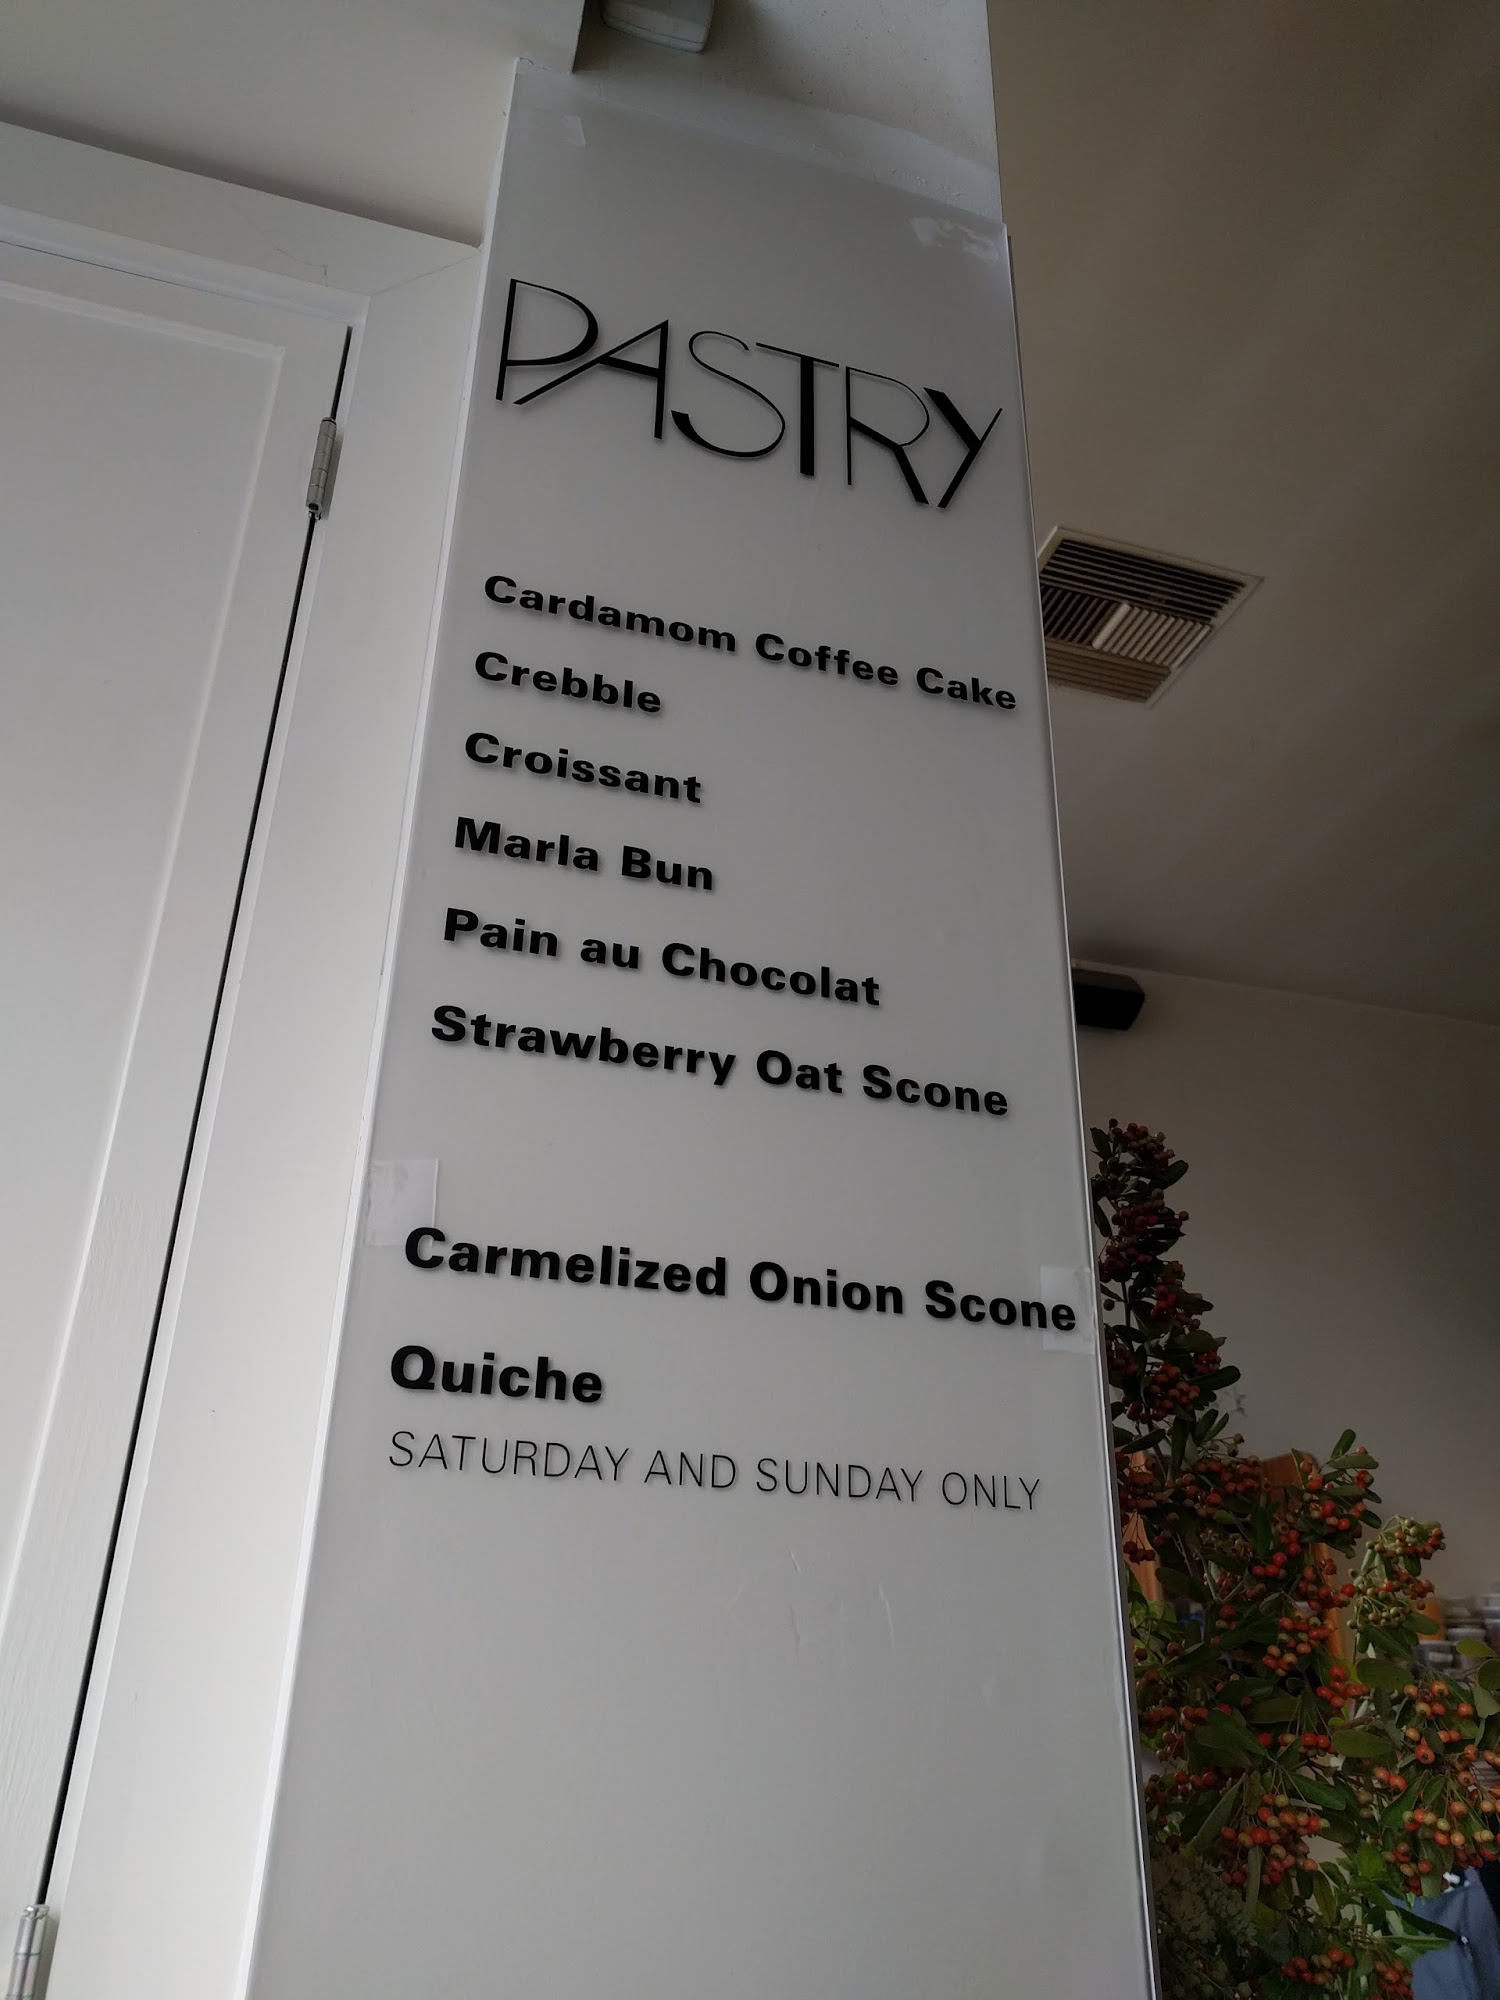 PASTRY
Cardamom Coffee Cake
Crebble
Croissant
Marla Bun
Pain au Chocolat
Strawberry Oat Scone
Carmelized Onion Scone
Quiche
SATURDAY AND SUNDAY ONLY